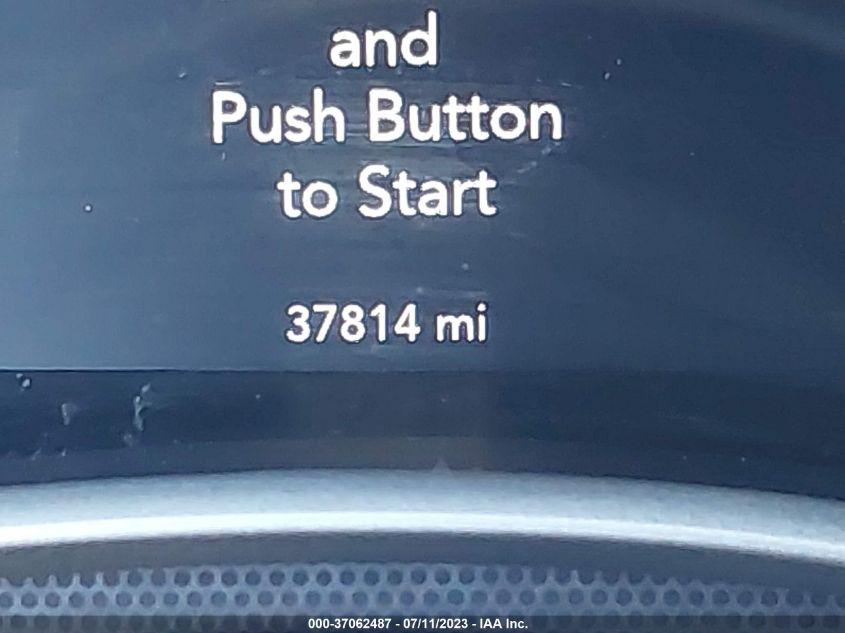 and
Push Button
to Start
37814 mi
000-37062487 - 07/11/2023 - IAA Inc.